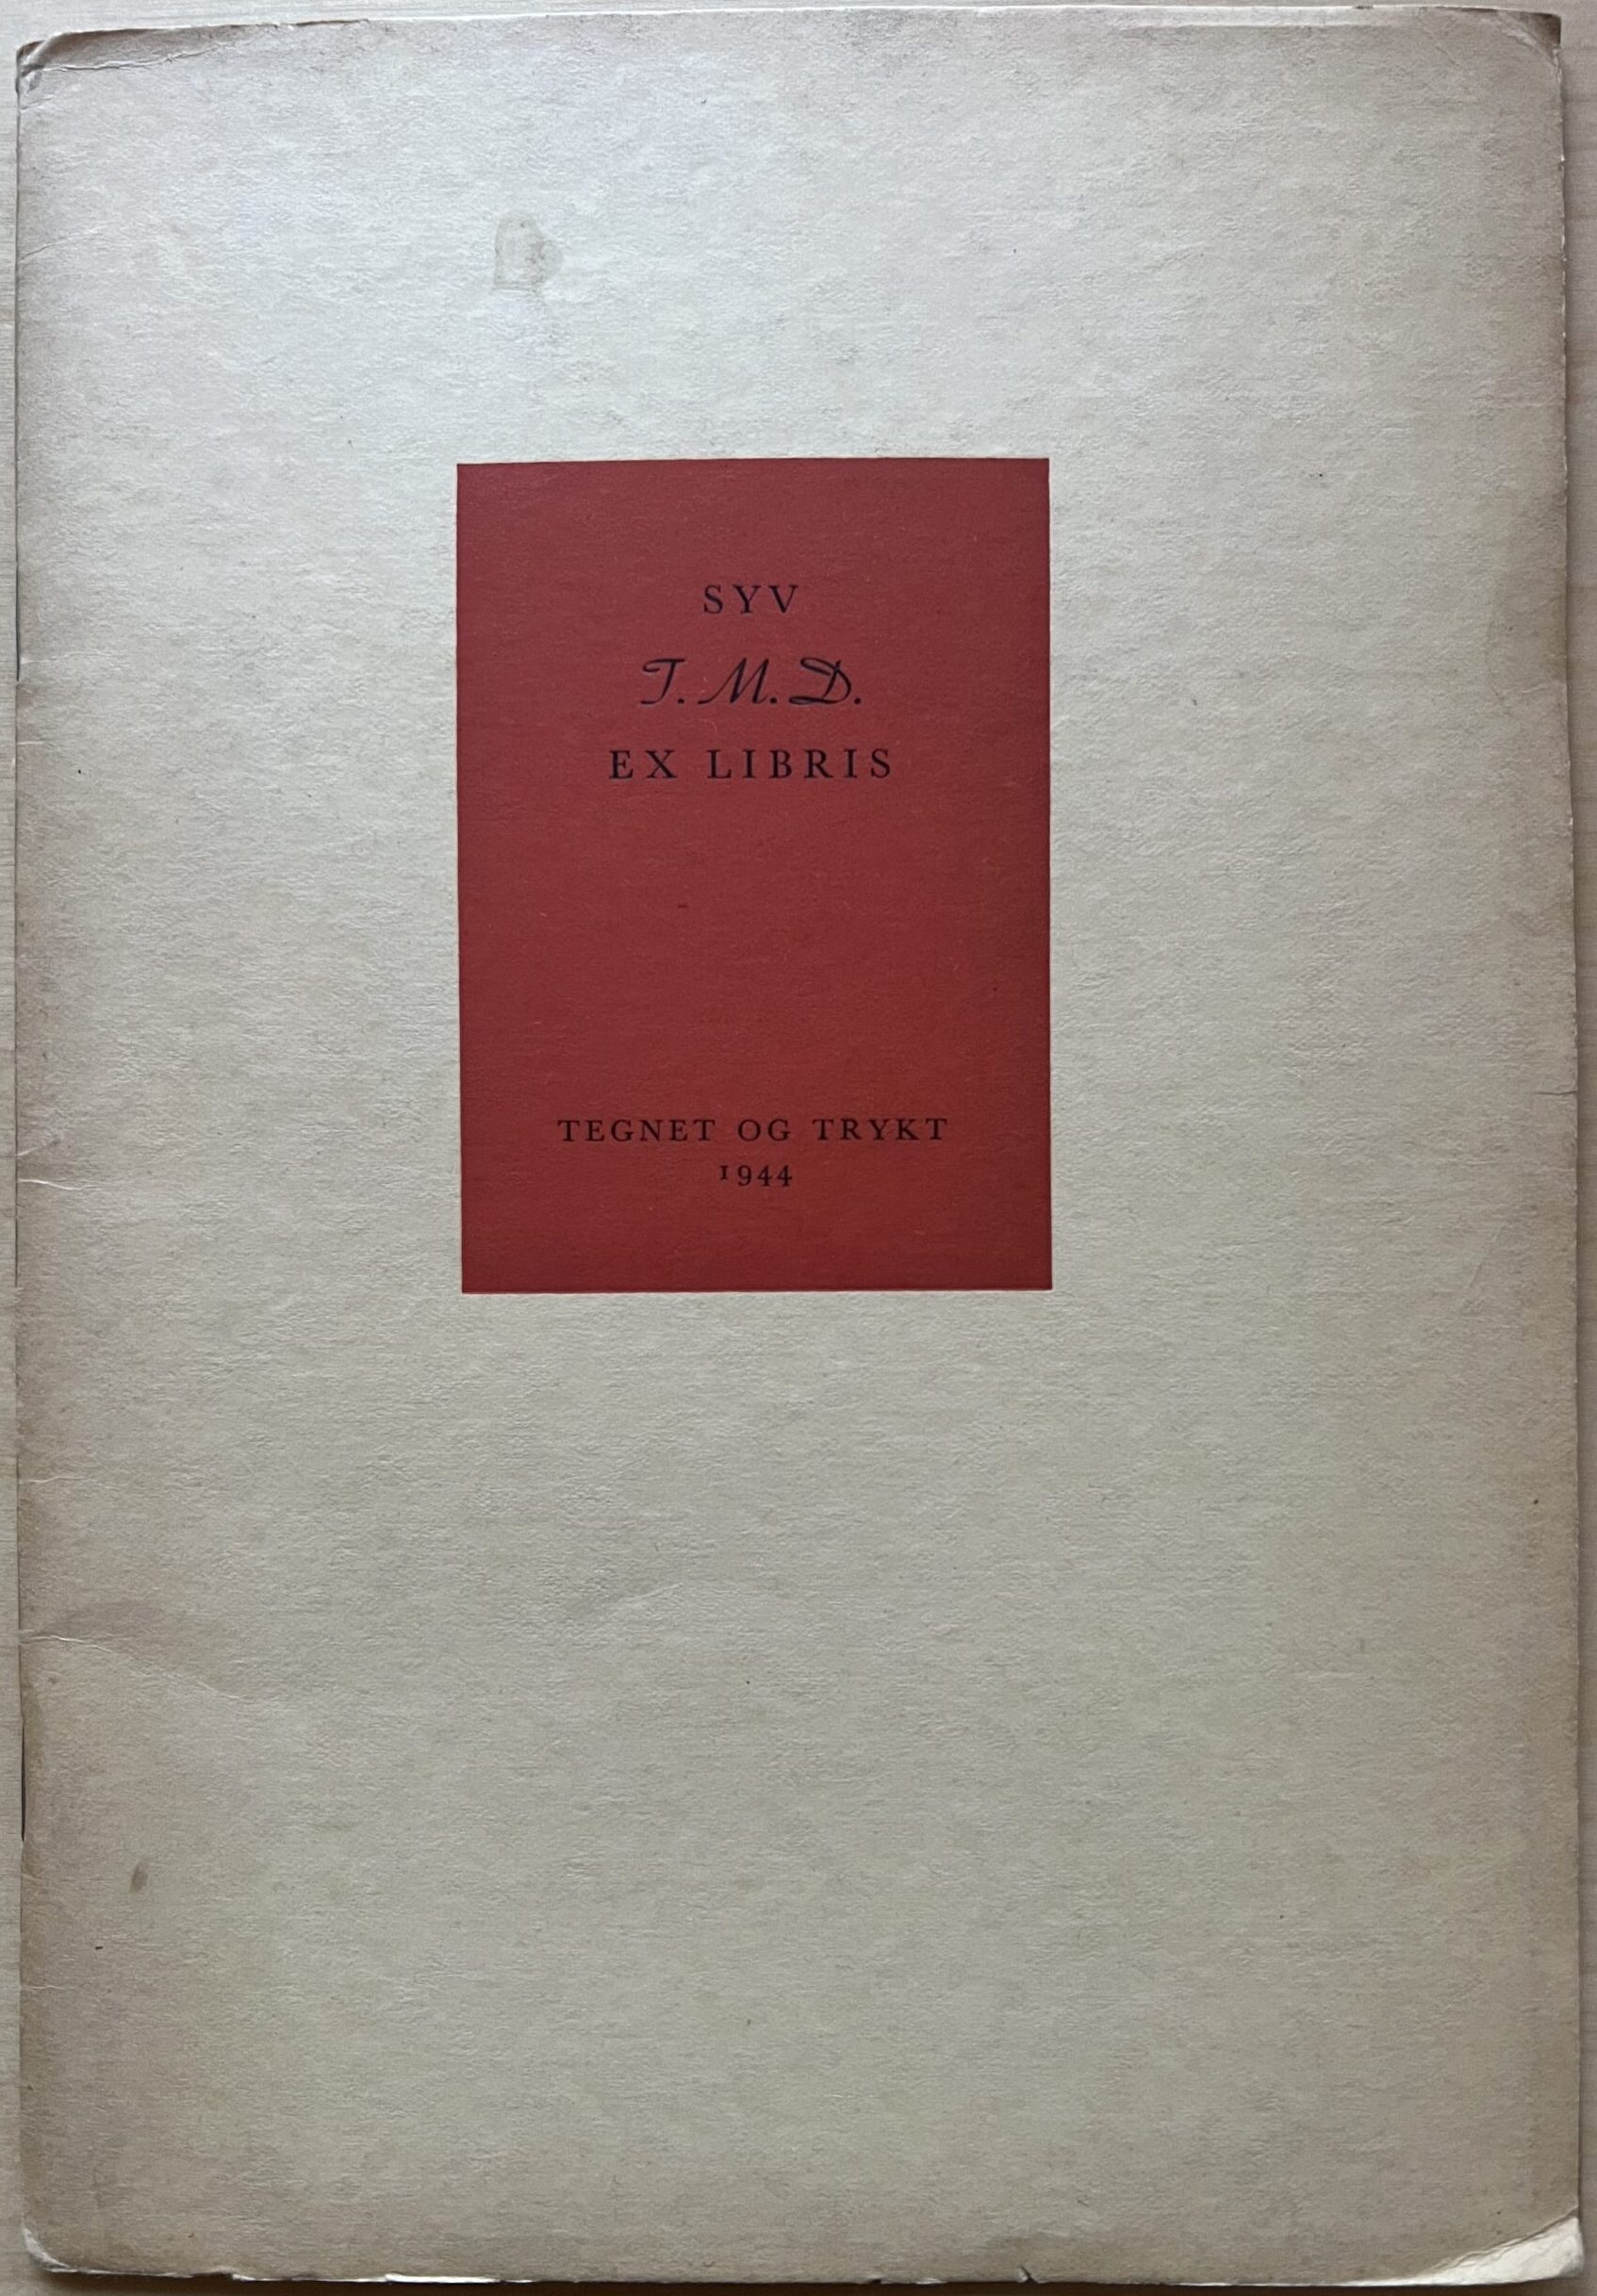 SYV
T. M. D.
EX LIBRIS
TEGNET OG TRYKT
1944